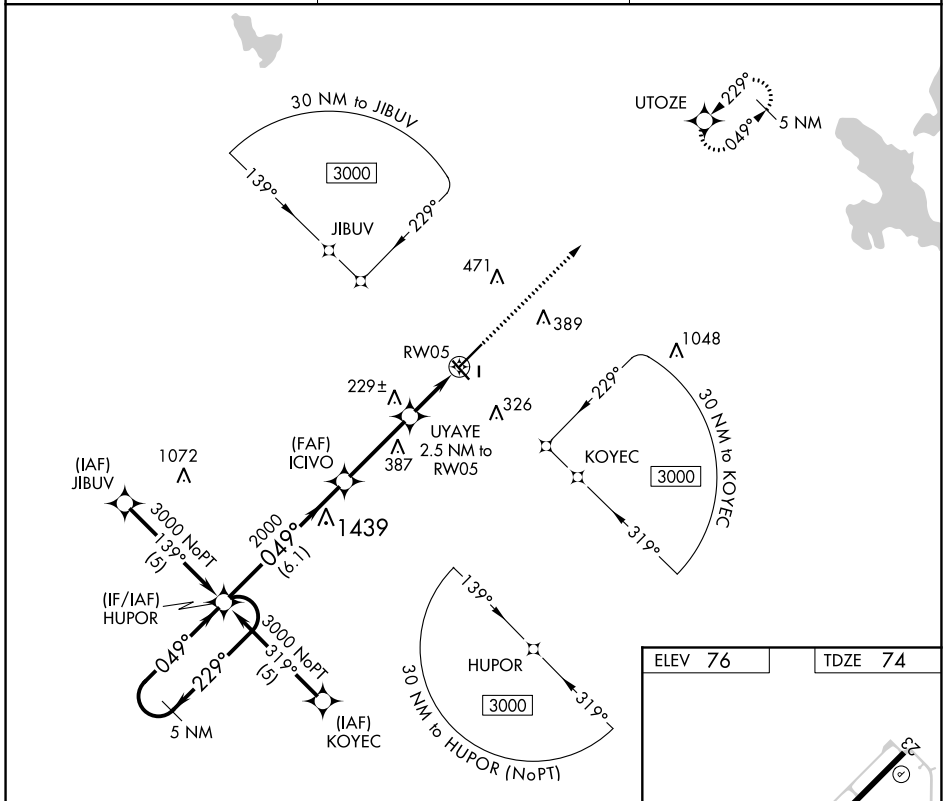 30 NM to JIBUV
3000
139°
229°
JIBUV
UTOZE
229°
049°
5 NM
471
389
RW05
1048
229±
326
UYAYE
2.5 NM to
RW05
387
(FAF)
ICIVO
229°
KOYEC
3000
319°
30 NM to KOYEC
(IAF)
JIBUV
1072
3000 NoPT
139°
(5)
2000
049°
(6.1)
1439
(IF/IAF)
HUPOR
049°
229°
5 NM
3000 NoPT
319°
(5)
(IAF)
KOYEC
139°
HUPOR
3000
319°
30 NM to HUPOR (NoPT)
ELEV 76
TDZE 74
23
P